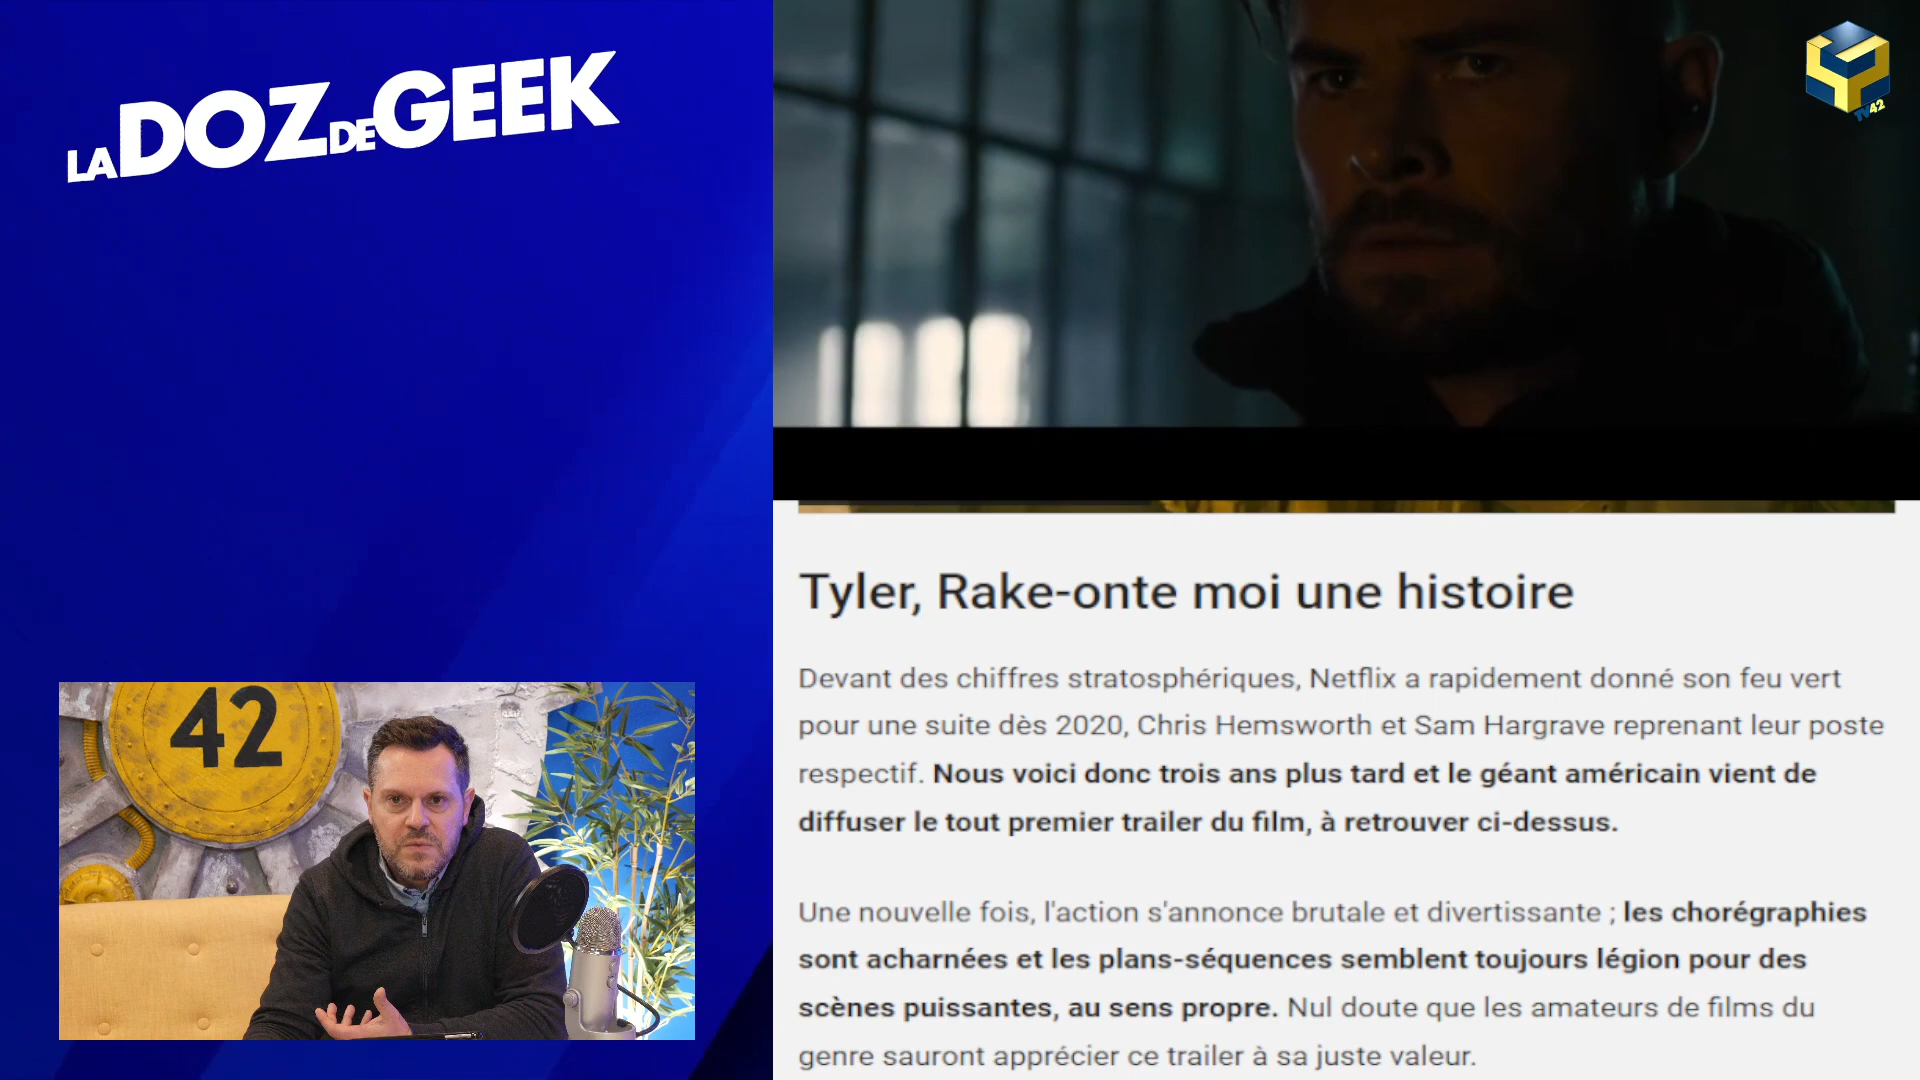 LA DOZ DE GEEK
TV42
42
Tyler, Rake-onte moi une histoire
Devant des chiffres stratosphériques, Netflix a rapidement donné son feu vert
pour une suite dès 2020, Chris Hemsworth et Sam Hargrave reprenant leur poste
respectif. Nous voici donc trois ans plus tard et le géant américain vient de
diffuser le tout premier trailer du film, à retrouver ci-dessus.
Une nouvelle fois, l'action s'annonce brutale et divertissante ; les chorégraphies
sont acharnées et les plans-séquences semblent toujours légion pour des
scènes puissantes, au sens propre. Nul doute que les amateurs de films du
genre sauront apprécier ce trailer à sa juste valeur.